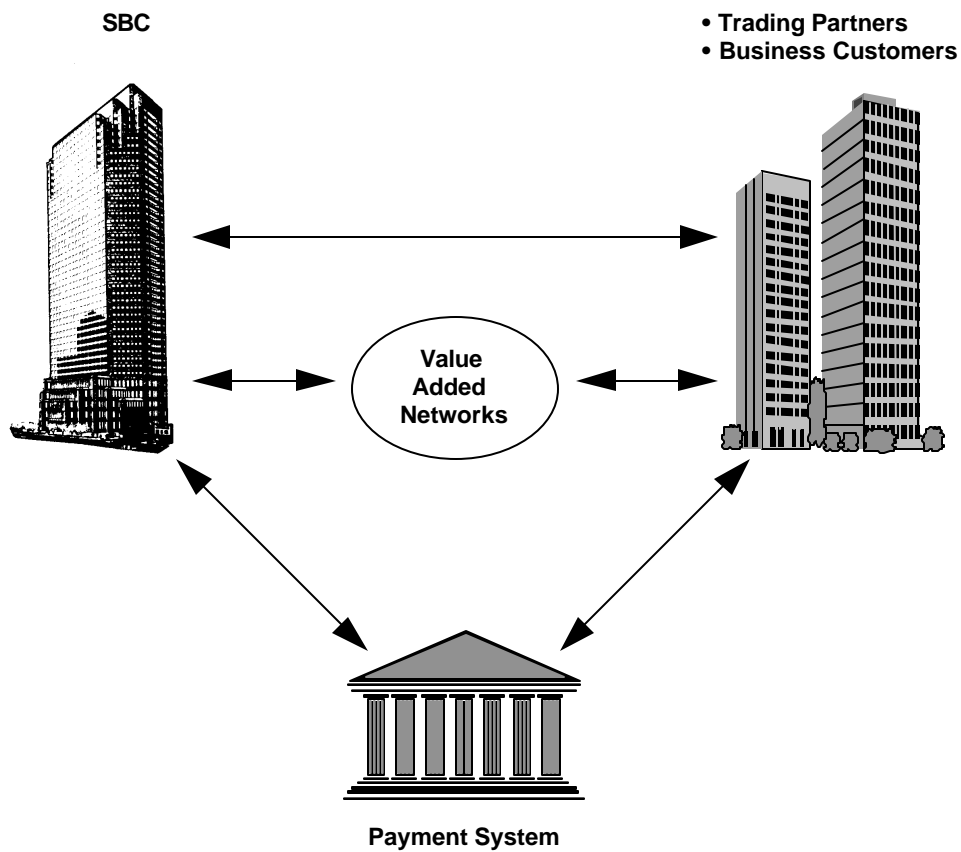 SBC
• Trading Partners
• Business Customers
Value
Added
Networks
Payment System